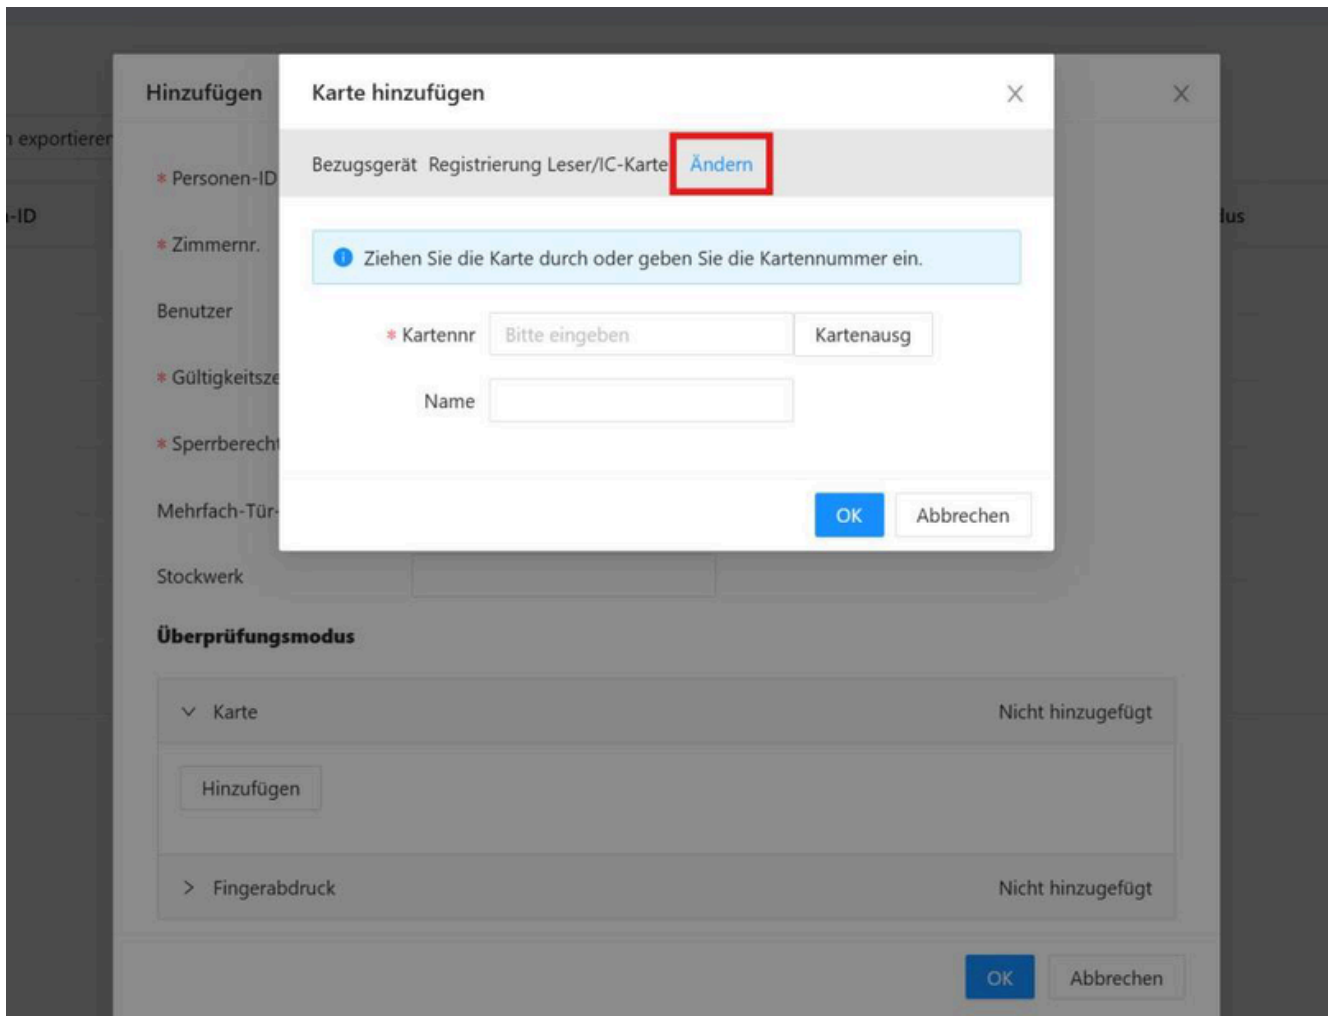 Hinzufügen
Karte hinzufügen
exportieren
Bezugsgerät Registrierung Leser/IC-Karte Ändern
* Personen-ID
-ID
* Zimmernr.
Ziehen Sie die Karte durch oder geben Sie die Kartennummer ein.
Benutzer
* Kartennr Bitte eingeben Kartenausg
* Gültigkeitsze
Name
* Sperrberecht
Mehrfach-Tür-
OK Abbrechen
Stockwerk
Überprüfungsmodus
Karte Nicht hinzugefügt
Hinzufügen
Fingerabdruck Nicht hinzugefügt
OK Abbrechen